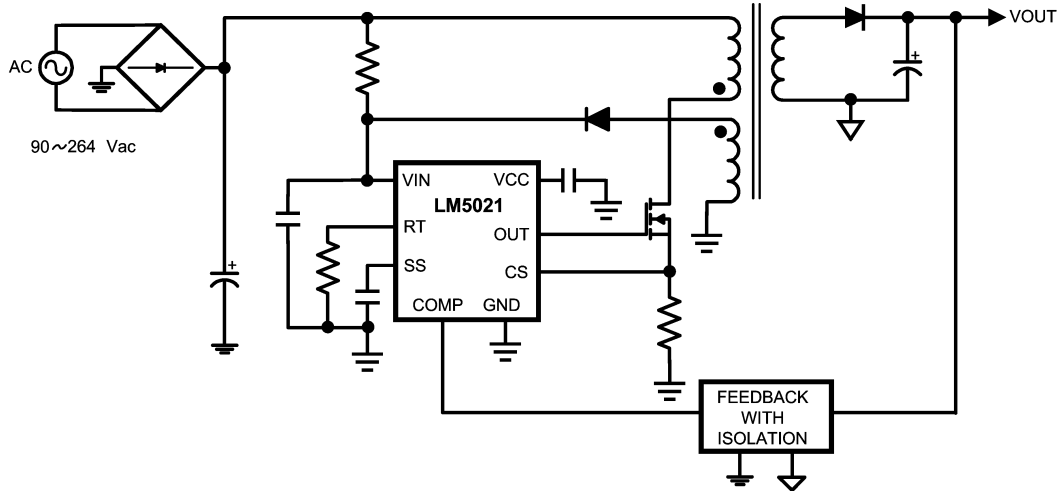 VOUT
AC
90～264 Vac
VIN
VCC
LM5021
RT
OUT
SS
CS
COMP
GND
FEEDBACK
WITH
ISOLATION